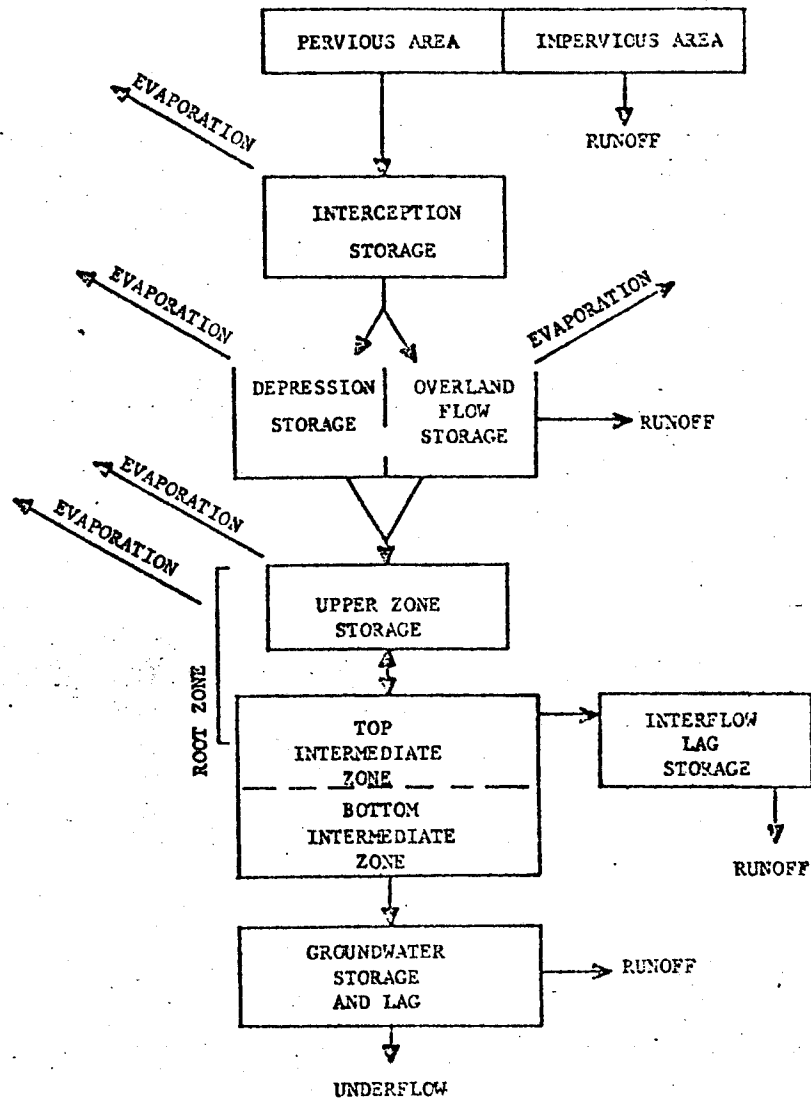 PERVIOUS AREA
IMPERVIOUS AREA
EVAPORATION
RUNOFF
INTERCEPTION
STORAGE
EVAPORATION
EVAPORATION
DEPRESSION
STORAGE
OVERLAND
FLOW
STORAGE
RUNOFF
EVAPORATION
EVAPORATION
UPPER ZONE
STORAGE
ROOT ZONE
TOP
INTERMEDIATE
ZONE
INTERFLOW
LAG
STORAGE
BOTTOM
INTERMEDIATE
ZONE
RUNOFF
GROUNDWATER
STORAGE
AND LAG
RUNOFF
UNDERFLOW